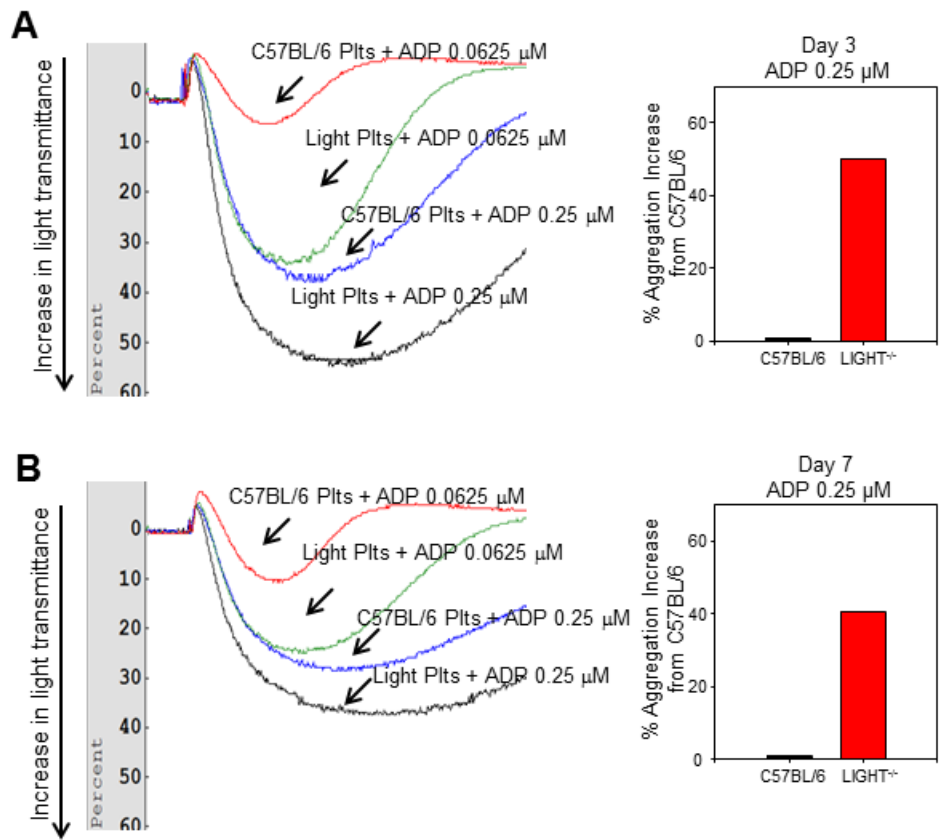 A
Increase in light transmittance
Percent
0
10
20
30
40
50
60
C57BL/6 Plts + ADP 0.0625 μM
Light Plts + ADP 0.0625 μM
C57BL/6 Plts + ADP 0.25 μM
Light Plts + ADP 0.25 μM
Day 3
ADP 0.25 μM
% Aggregation Increase
from C57BL/6
60
40
20
0
C57BL/6
LIGHT-/-
B
Increase in light transmittance
Percent
0
10
20
30
40
50
60
C57BL/6 Plts + ADP 0.0625 μM
Light Plts + ADP 0.0625 μM
C57BL/6 Plts + ADP 0.25 μM
Light Plts + ADP 0.25 μM
Day 7
ADP 0.25 μM
% Aggregation Increase
from C57BL/6
60
40
20
0
C57BL/6
LIGHT-/-